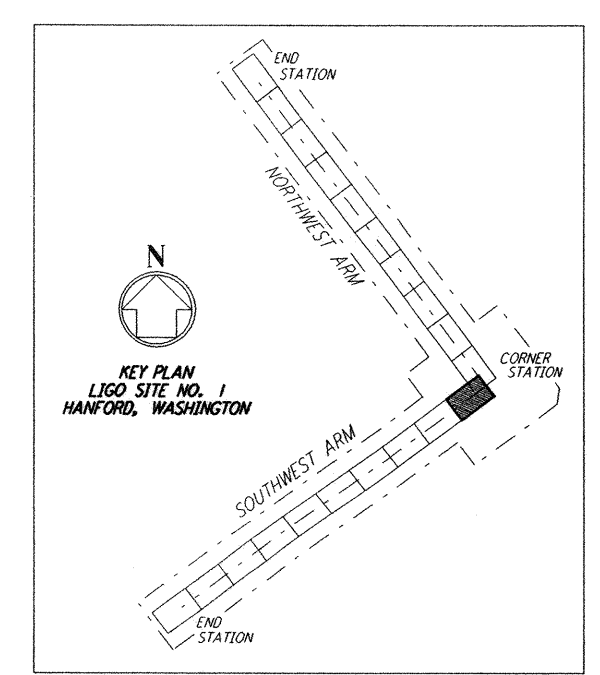 END
STATION
NORTHWEST ARM
N
KEY PLAN
LIGO SITE NO. 1
HANFORD, WASHINGTON
CORNER
STATION
SOUTHWEST ARM
END
STATION